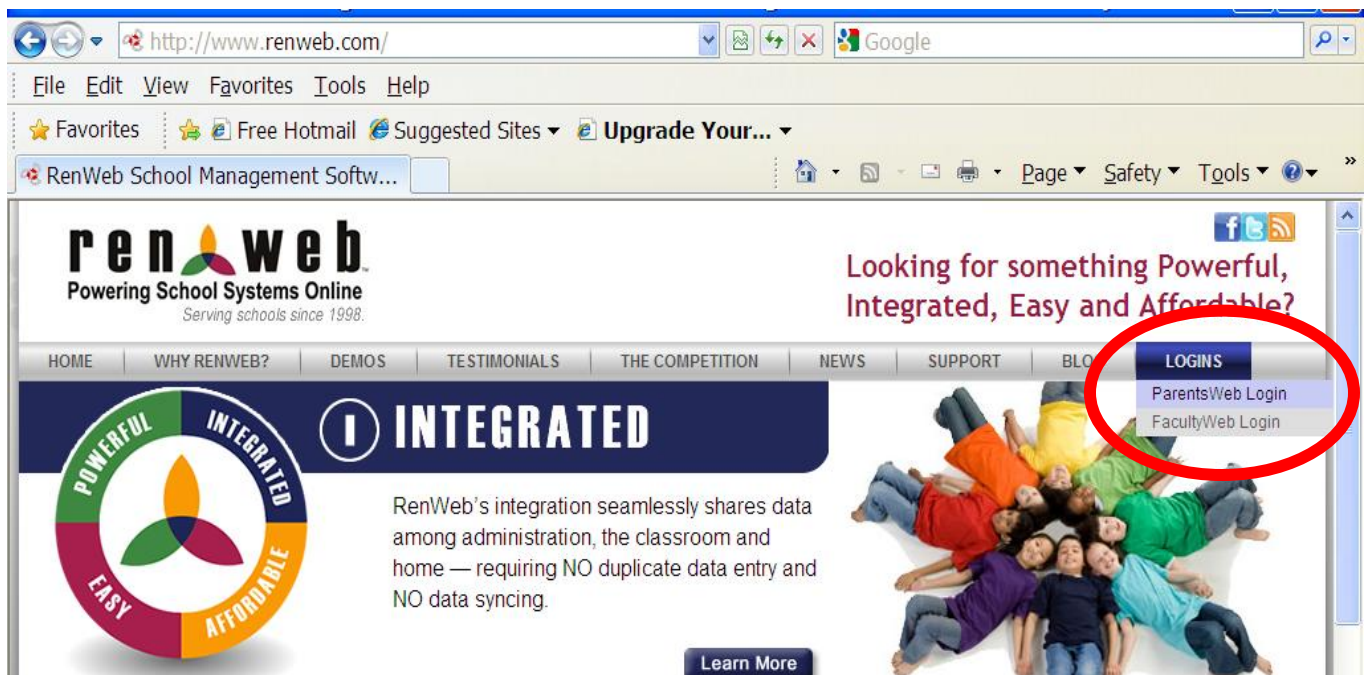 http://www.renweb.com/
Google
File Edit View Favorites Tools Help
Favorites Free Hotmail Suggested Sites Upgrade Your...
RenWeb School Management Softw...
Page Safety Tools »
renweb™
Powering School Systems Online
Serving schools since 1998.
Looking for something Powerful,
Integrated, Easy and Affordable?
HOME WHY RENWEB? DEMOS TESTIMONIALS THE COMPETITION NEWS SUPPORT LOGINS
ParentsWeb Login
FacultyWeb Login
POWERFUL
INTEGRATED
EASY
AFFORDABLE
I INTEGRATED
RenWeb's integration seamlessly shares data
among administration, the classroom and
home — requiring NO duplicate data entry and
NO data syncing.
Learn More